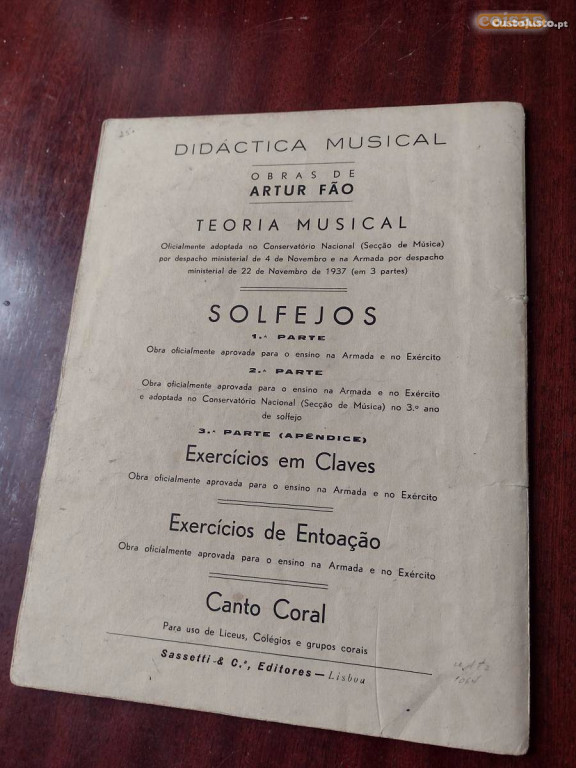 coisas
CustoJusto.pt
35.
DIDÁCTICA MUSICAL
OBRAS DE
ARTUR FÃO
TEORIA MUSICAL
Oficialmente adoptada no Conservatório Nacional (Secção de Música)
por despacho ministerial de 4 de Novembro e na Armada por despacho
ministerial de 22 de Novembro de 1937 (em 3 partes)
SOLFEJOS
1.ª PARTE
Obra oficialmente aprovada para o ensino na Armada e no Exército
2.ª PARTE
Obra oficialmente aprovada para o ensino na Armada e no Exército
e adoptada no Conservatório Nacional (Secção de Música) no 3.º ano
de solfejo
3.ª PARTE (APÊNDICE)
Exercícios em Claves
Obra oficialmente aprovada para o ensino na Armada e no Exército
Exercícios de Entoação
Obra oficialmente aprovada para o ensino na Armada e no Exército
Canto Coral
Para uso de Liceus, Colégios e grupos corais
Sassetti & C.ª, Editores — Lisboa